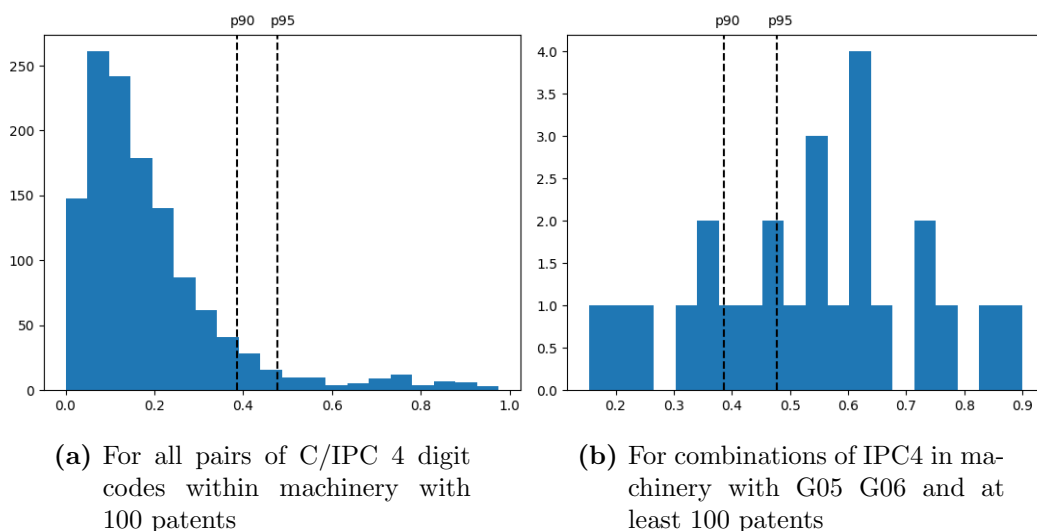 p90 p95
250
200
150
100
50
0
0.0 0.2 0.4 0.6 0.8 1.0
(a) For all pairs of C/IPC 4 digit
codes within machinery with
100 patents
p90 p95
4.0
3.5
3.0
2.5
2.0
1.5
1.0
0.5
0.0
0.2 0.3 0.4 0.5 0.6 0.7 0.8 0.9
(b) For combinations of IPC4 in ma-
chinery with G05 G06 and at
least 100 patents